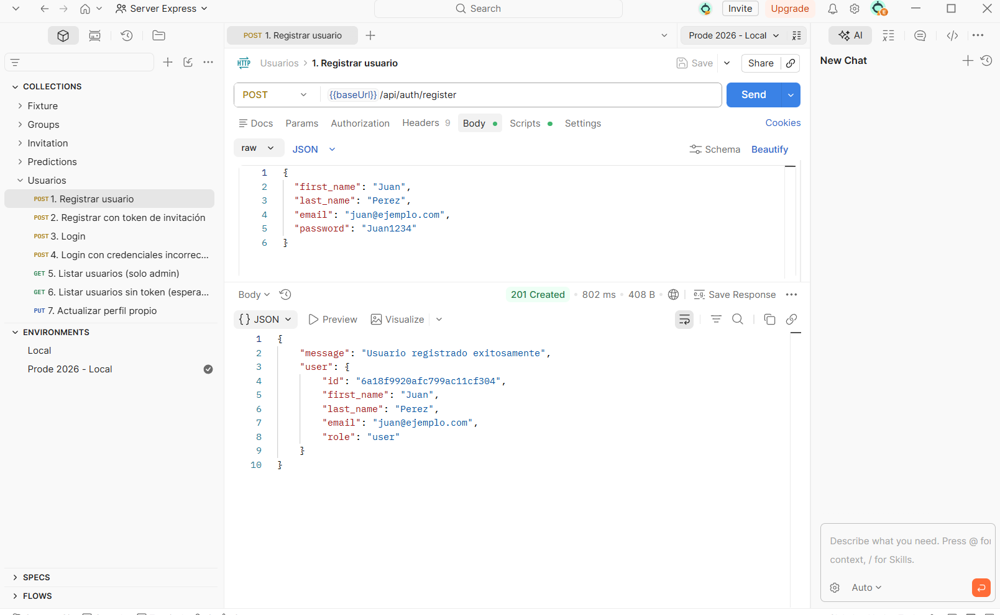 Server Express
Search
Invite
Upgrade
POST 1. Registrar usuario
Prode 2026 - Local
AI
Usuarios > 1. Registrar usuario
Save
Share
New Chat
COLLECTIONS
Fixture
Groups
Invitation
Predictions
Usuarios
POST 1. Registrar usuario
POST 2. Registrar con token de invitación
POST 3. Login
POST 4. Login con credenciales incorrec...
GET 5. Listar usuarios (solo admin)
GET 6. Listar usuarios sin token (espera...
PUT 7. Actualizar perfil propio
ENVIRONMENTS
Local
Prode 2026 - Local
SPECS
FLOWS
POST
{{baseUrl}} /api/auth/register
Send
Docs Params Authorization Headers 9 Body Scripts Settings
Cookies
raw
JSON
Schema
Beautify
1 {
2 "first_name": "Juan",
3 "last_name": "Perez",
4 "email": "juan@ejemplo.com",
5 "password": "Juan1234"
6 }
Body
201 Created • 802 ms • 408 B
e.g. Save Response
{} JSON
Preview
Visualize
1 {
2 "message": "Usuario registrado exitosamente",
3 "user": {
4 "id": "6a18f9920afc799ac11cf304",
5 "first_name": "Juan",
6 "last_name": "Perez",
7 "email": "juan@ejemplo.com",
8 "role": "user"
9 }
10 }
Describe what you need. Press @ for
context, / for Skills.
Auto